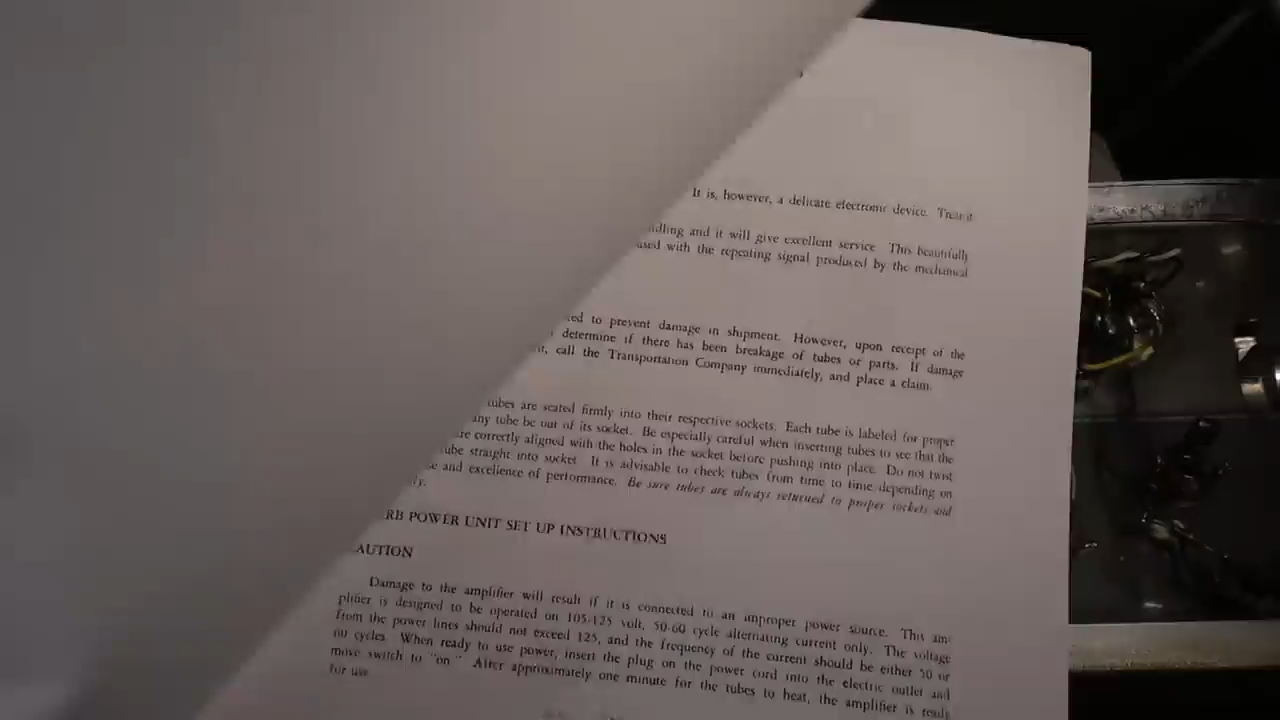 It is, however, a delicate electronic device. Treat it
and it will give excellent service. This beautifully
used with the repeating signal produced by the mechanical
to prevent damage in shipment. However, upon receipt of the
determine if there has been breakage of tubes or parts. If damage
call the Transportation Company immediately, and place a claim.
tubes are seated firmly into their respective sockets. Each tube is labeled for proper
any tube be out of its socket. Be especially careful when inserting tubes to see that the
correctly aligned with the holes in the socket before pushing into place. Do not twist
straight into socket. It is advisable to check tubes from time to time, depending on
and excellence of performance. Be sure tubes are always returned to proper sockets and
RB POWER UNIT SET UP INSTRUCTIONS
AUTION
Damage to the amplifier will result if it is connected to an improper power source. This am-
plifier is designed to be operated on 105-125 volt, 50-60 cycle alternating current only. The voltage
from the power lines should not exceed 125, and the frequency of the current should be either 50 or
60 cycles. When ready to use power, insert the plug on the power cord into the electric outlet and
move switch to "on." After approximately one minute for the tubes to heat, the amplifier is ready
for use